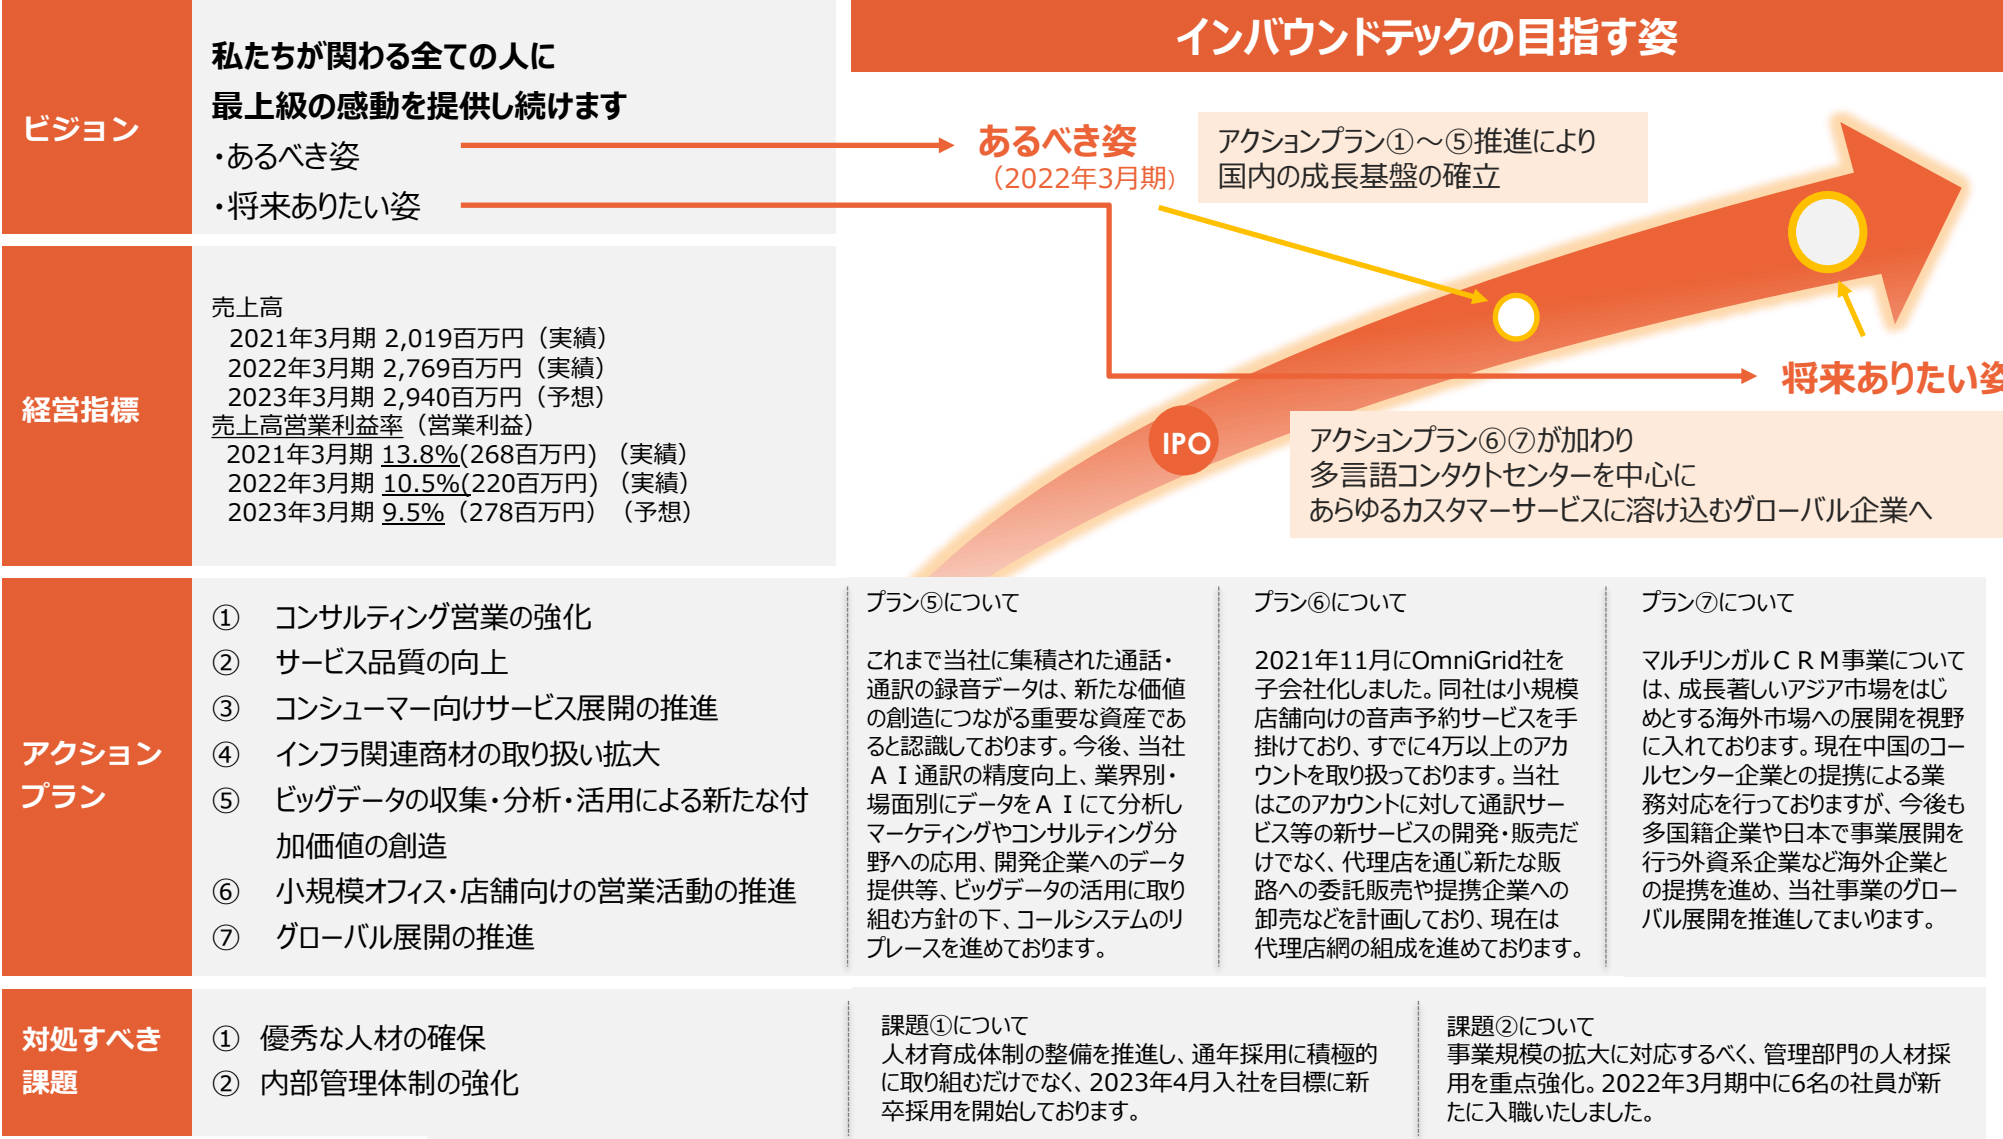 ビジョン
私たちが関わる全ての人に
最上級の感動を提供し続けます
・あるべき姿
・将来ありたい姿
インバウンドテックの目指す姿
あるべき姿
（2022年3月期）
アクションプラン①～⑤推進により
国内の成長基盤の確立
将来ありたい姿
IPO
アクションプラン⑥⑦が加わり
多言語コンタクトセンターを中心に
あらゆるカスタマーサービスに溶け込むグローバル企業へ
経営指標
売上高
2021年3月期 2,019百万円（実績）
2022年3月期 2,769百万円（実績）
2023年3月期 2,940百万円（予想）
売上高営業利益率（営業利益）
2021年3月期 13.8%(268百万円）（実績）
2022年3月期 10.5%(220百万円）（実績）
2023年3月期 9.5%（278百万円）（予想）
アクション
プラン
① コンサルティング営業の強化
② サービス品質の向上
③ コンシューマー向けサービス展開の推進
④ インフラ関連商材の取り扱い拡大
⑤ ビッグデータの収集・分析・活用による新たな付
加価値の創造
⑥ 小規模オフィス・店舗向けの営業活動の推進
⑦ グローバル展開の推進
プラン⑤について
これまで当社に集積された通話・
通訳の録音データは、新たな価値
の創造につながる重要な資産であ
ると認識しております。今後、当社
ＡＩ通訳の精度向上、業界別・
場面別にデータをＡＩにて分析し
マーケティングやコンサルティング分
野への応用、開発企業へのデータ
提供等、ビッグデータの活用に取り
組む方針の下、コールシステムのリ
プレースを進めております。
プラン⑥について
2021年11月にOmniGrid社を
子会社化しました。同社は小規模
店舗向けの音声予約サービスを手
掛けており、すでに4万以上のアカ
ウントを取り扱っております。当社
はこのアカウントに対して通訳サー
ビス等の新サービスの開発・販売だ
けでなく、代理店を通じ新たな販
路への委託販売や提携企業への
卸売などを計画しており、現在は
代理店網の組成を進めております。
プラン⑦について
マルチリンガルＣＲＭ事業について
は、成長著しいアジア市場をはじ
めとする海外市場への展開を視野
に入れております。現在中国のコー
ルセンター企業との提携による業
務対応を行っておりますが、今後も
多国籍企業や日本で事業展開を
行う外資系企業など海外企業と
の提携を進め、当社事業のグロー
バル展開を推進してまいります。
対処すべき
課題
① 優秀な人材の確保
② 内部管理体制の強化
課題①について
人材育成体制の整備を推進し、通年採用に積極的
に取り組むだけでなく、2023年4月入社を目標に新
卒採用を開始しております。
課題②について
事業規模の拡大に対応するべく、管理部門の人材採
用を重点強化。2022年3月期中に6名の社員が新
たに入職いたしました。